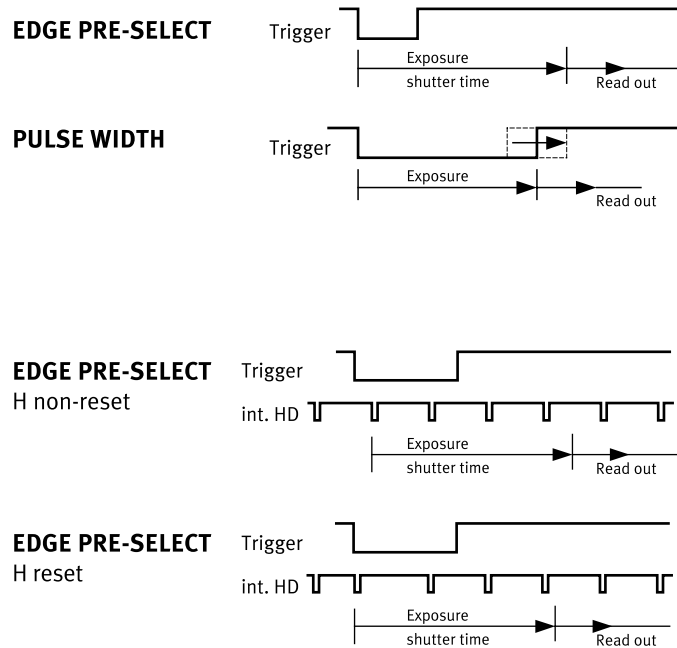 EDGE PRE-SELECT Trigger
Exposure
shutter time Read out
PULSE WIDTH Trigger
Exposure
Read out
EDGE PRE-SELECT Trigger
H non-reset int. HD
Exposure
shutter time Read out
EDGE PRE-SELECT Trigger
H reset int. HD
Exposure
shutter time Read out